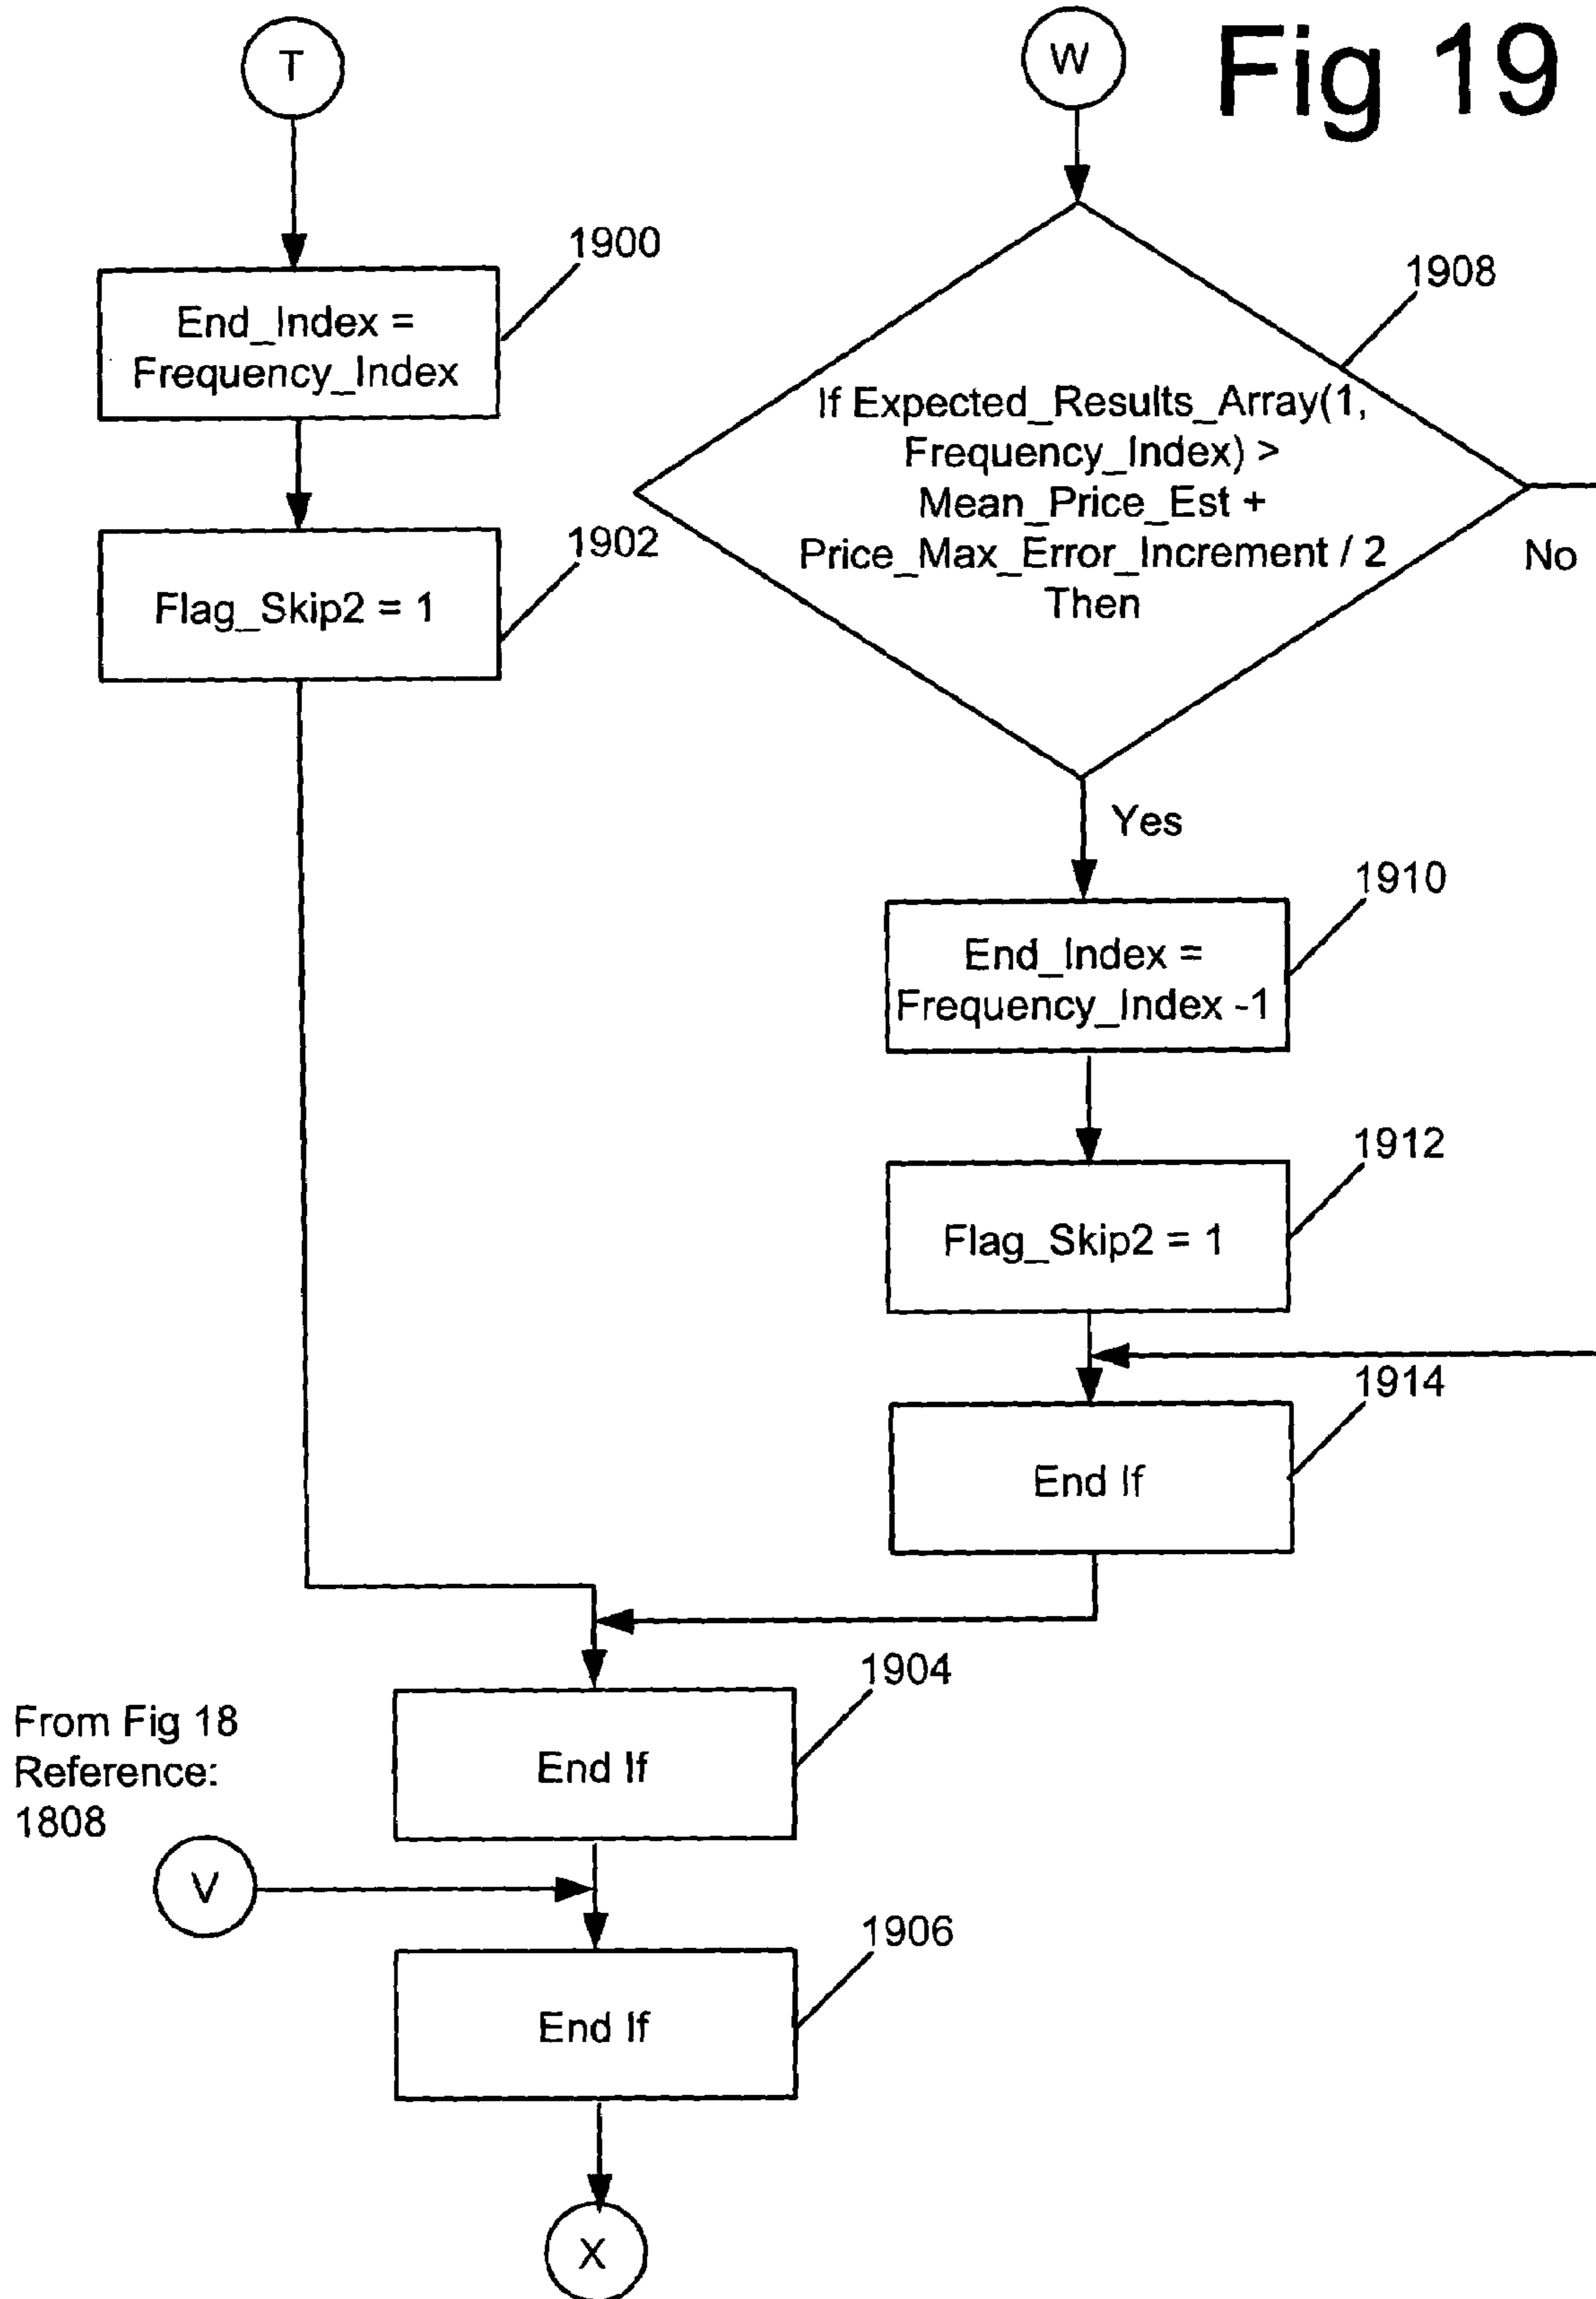 Fig 19
T
1900
End_Index =
Frequency_Index
1902
Flag_Skip2 = 1
W
1908
If Expected_Results_Array(1,
Frequency_Index) >
Mean_Price_Est +
Price_Max_Error_Increment / 2
Then
No
Yes
1910
End_Index =
Frequency_Index -1
1912
Flag_Skip2 = 1
1914
End If
1904
End If
From Fig 18
Reference:
1808
V
1906
End If
X